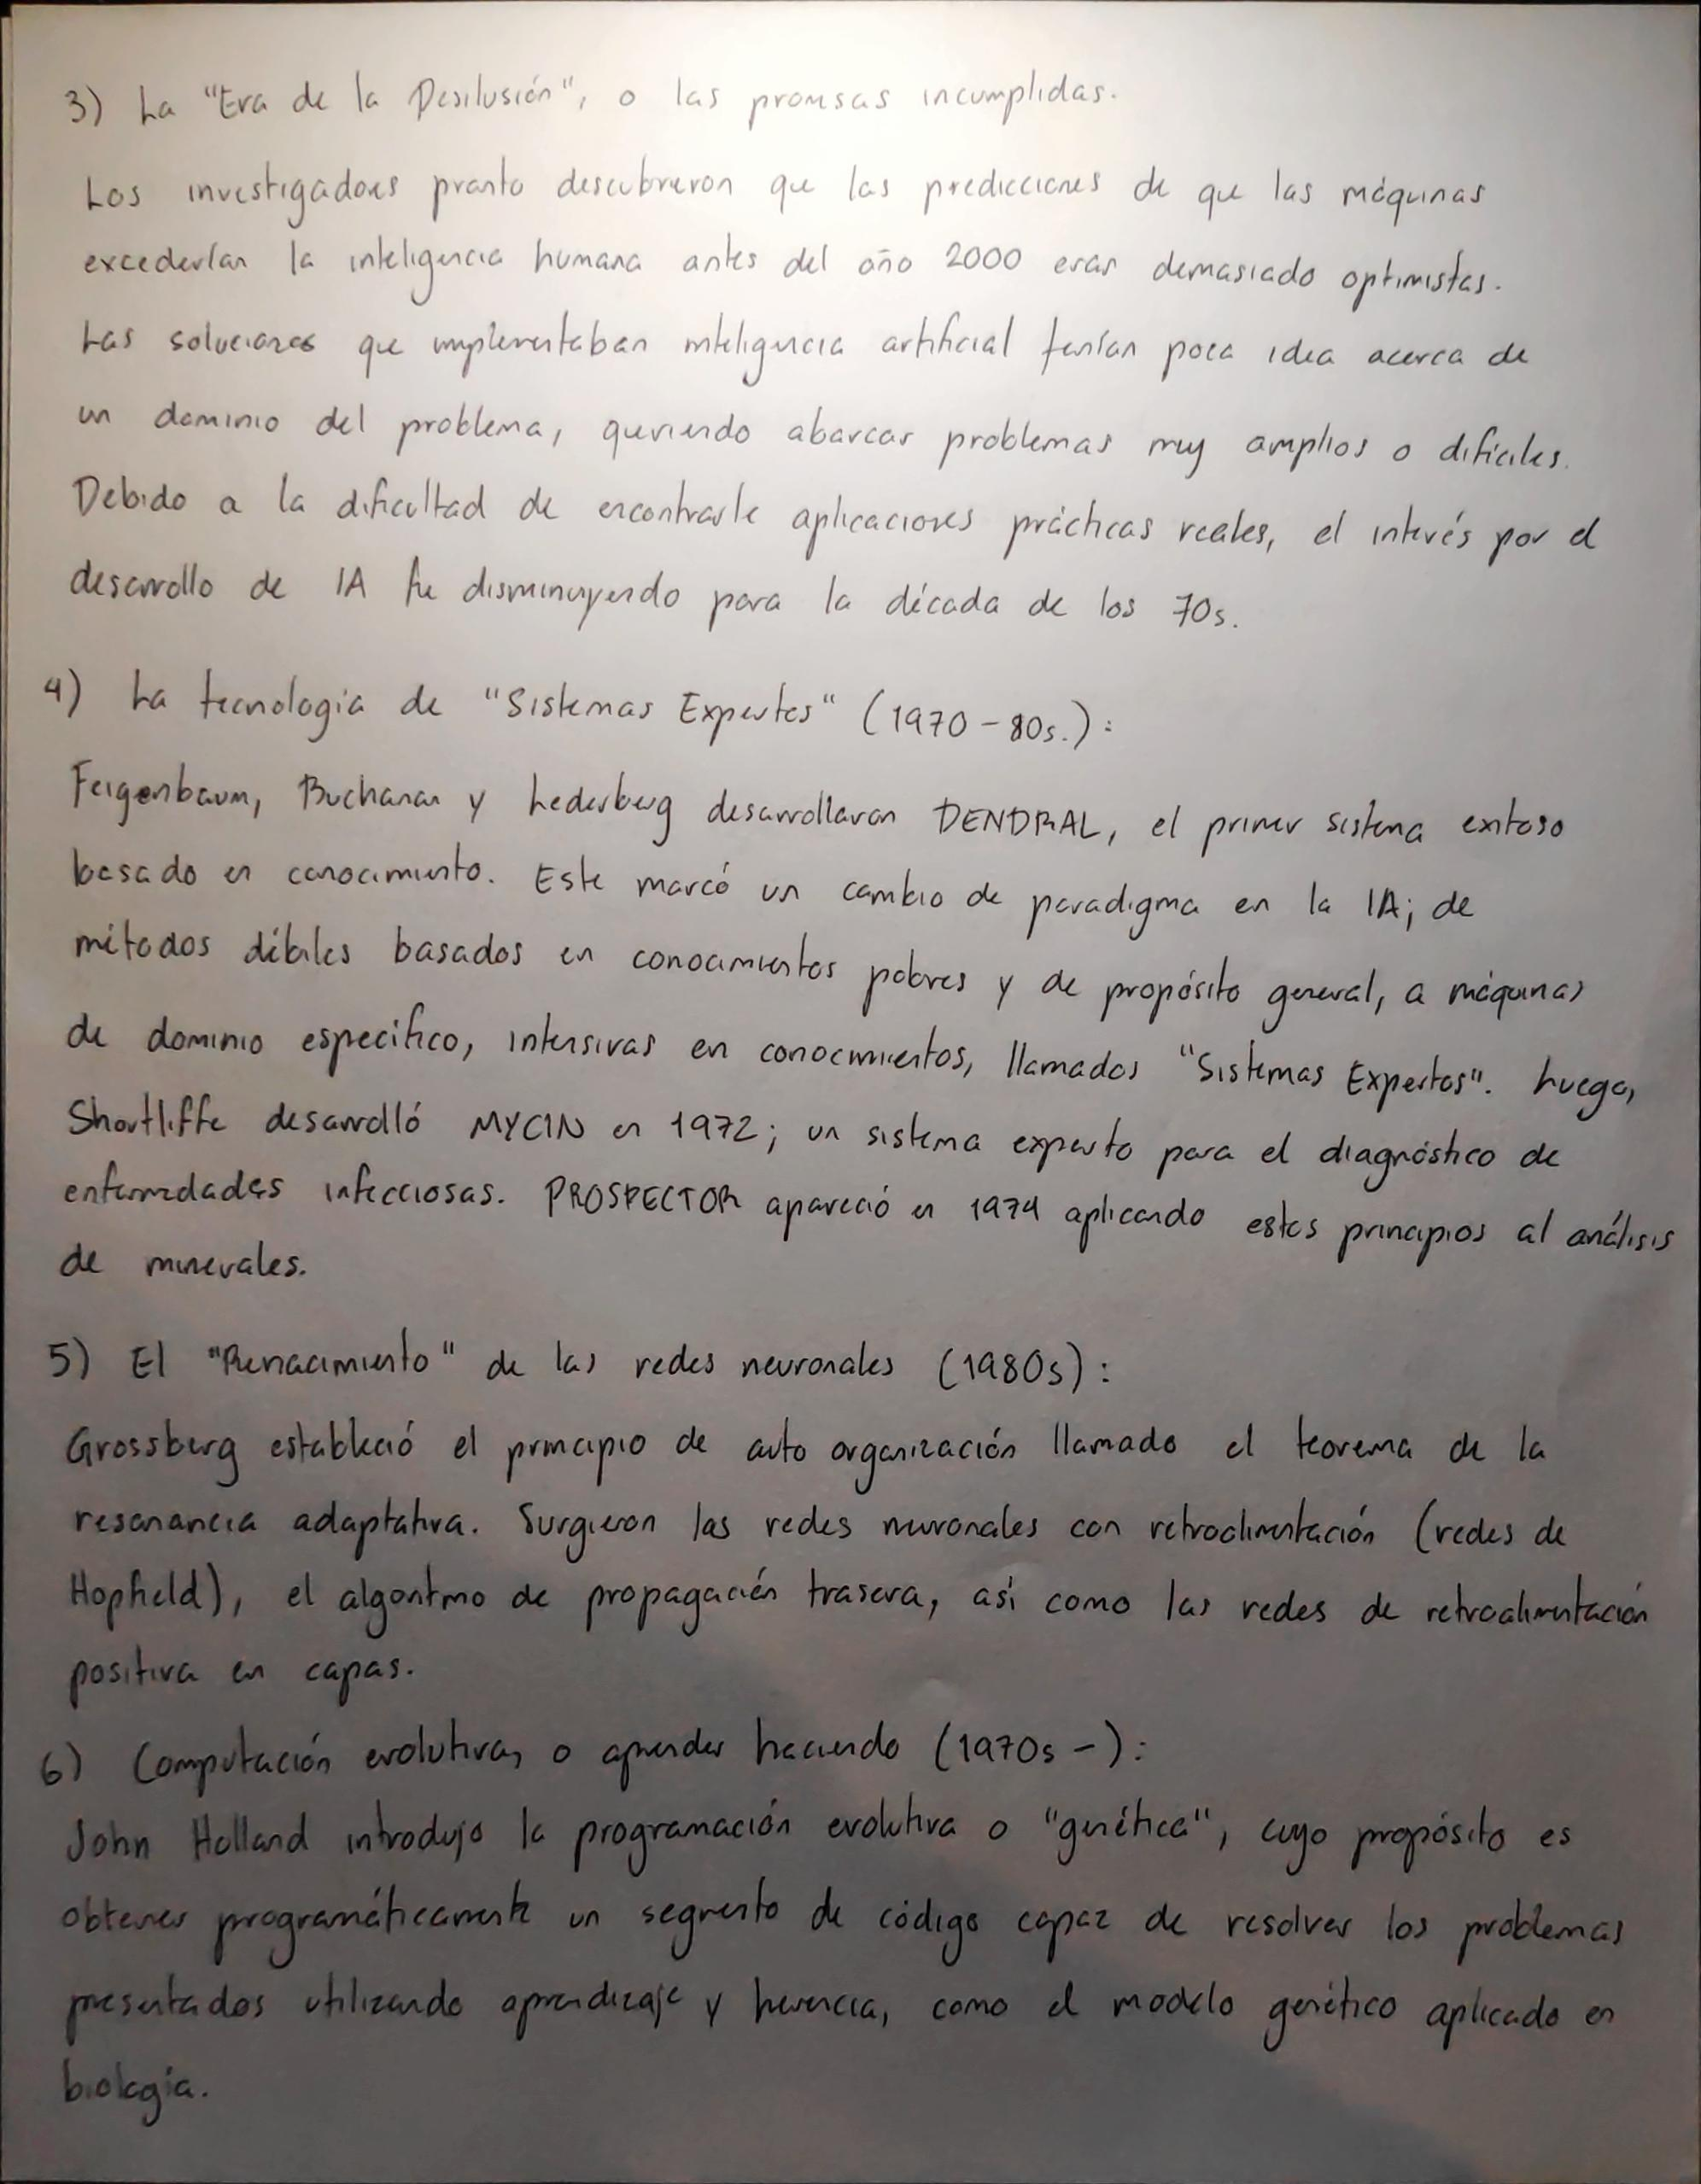 3) La "Era de la Desilusión", o las promesas incumplidas.
Los investigadores pronto descubrieron que las predicciones de que las máquinas
excederían la inteligencia humana antes del año 2000 eran demasiado optimistas.
Las soluciones que implementaban inteligencia artificial tenían poca idea acerca de
un dominio del problema, queriendo abarcar problemas muy amplios o difíciles.
Debido a la dificultad de encontrarle aplicaciones prácticas reales, el interés por el
desarrollo de IA fue disminuyendo para la década de los 70s.
4) La tecnología de "Sistemas Expertos" (1970-80s.):
Feigenbaum, Buchanan y Lederberg desarrollaron DENDRAL, el primer sistema exitoso
basado en conocimiento. Este marcó un cambio de paradigma en la IA; de
métodos débiles basados en conocimientos pobres y de propósito general, a máquinas
de dominio específico, intensivas en conocimientos, llamados "Sistemas Expertos". Luego,
Shortliffe desarrolló MYCIN en 1972; un sistema experto para el diagnóstico de
enfermedades infecciosas. PROSPECTOR apareció en 1974 aplicando estos principios al análisis
de minerales.
5) El "Renacimiento" de las redes neuronales (1980s):
Grossberg estableció el principio de auto organización llamado el teorema de la
resonancia adaptativa. Surgieron las redes neuronales con retroalimentación (redes de
Hopfield), el algoritmo de propagación trasera, así como las redes de retroalimentación
positiva en capas.
6) Computación evolutiva, o aprender haciendo (1970s-):
John Holland introdujo la programación evolutiva o "genética", cuyo propósito es
obtener programáticamente un segmento de código capaz de resolver los problemas
presentados utilizando aprendizaje y herencia, como el modelo genético aplicado en
biología.